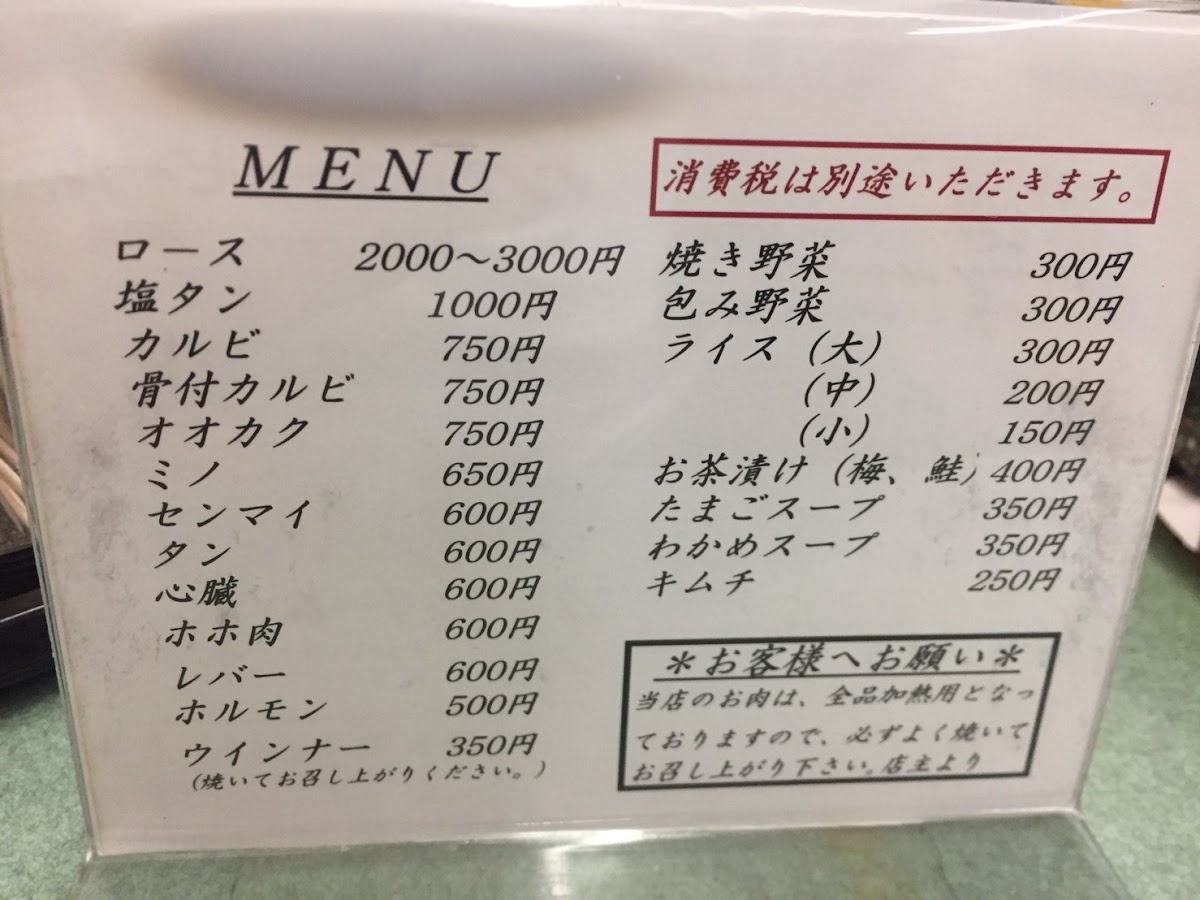 MENU
ロース 2000～3000円
塩タン 1000円
カルビ 750円
骨付カルビ 750円
オオカク 750円
ミノ 650円
センマイ 600円
タン 600円
心臓 600円
ホホ肉 600円
レバー 600円
ホルモン 500円
ウインナー 350円
(焼いてお召し上がりください。)
消費税は別途いただきます。
焼き野菜 300円
包み野菜 300円
ライス (大) 300円
(中) 200円
(小) 150円
お茶漬け (梅、鮭) 400円
たまごスープ 350円
わかめスープ 350円
キムチ 250円
＊お客様へお願い＊
当店のお肉は、全品加熱用となっ
ておりますので、必ずよく焼いて
お召し上がり下さい。店主より